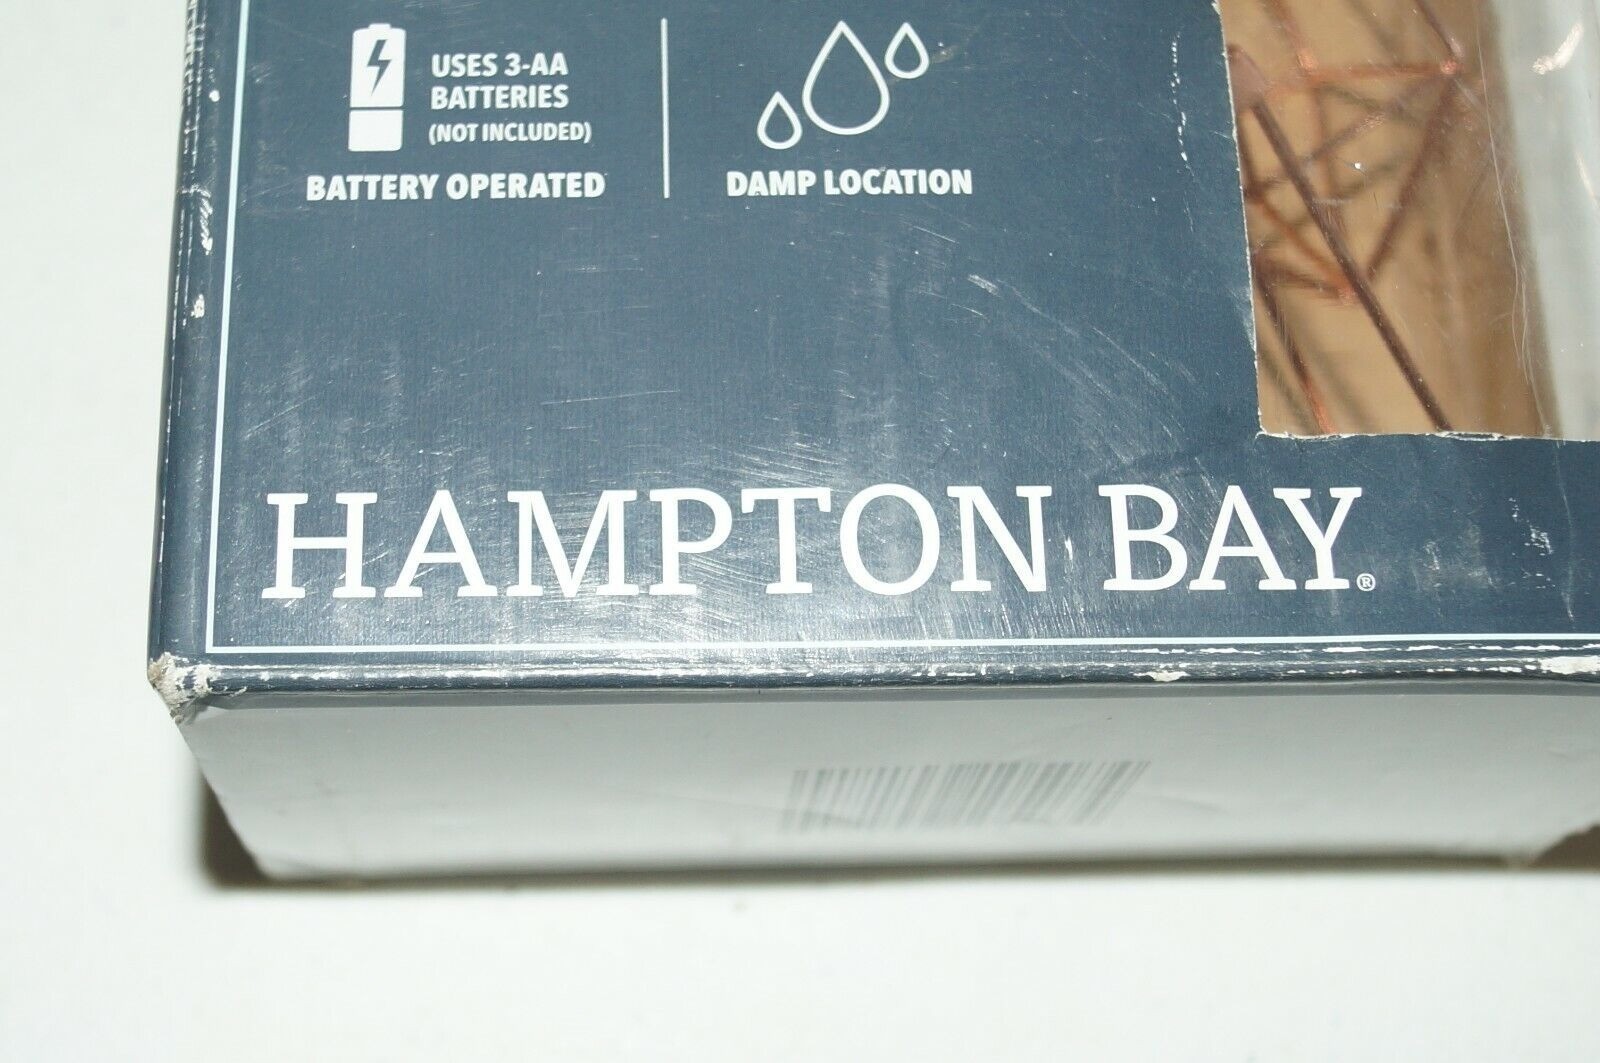 USES 3-AA
BATTERIES
(NOT INCLUDED)
BATTERY OPERATED
DAMP LOCATION
HAMPTON BAY®